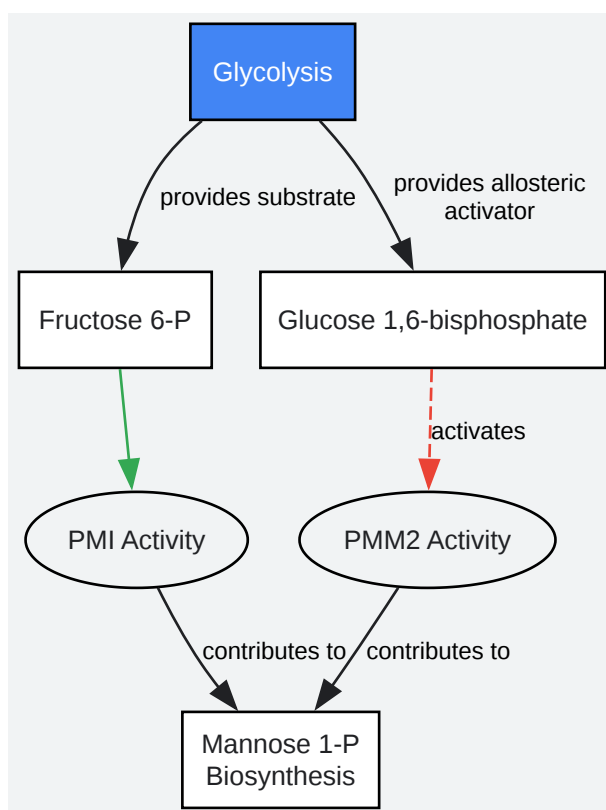 Glycolysis
provides substrate
provides allosteric
activator
Fructose 6-P
Glucose 1,6-bisphosphate
activates
PMI Activity
PMM2 Activity
contributes to
contributes to
Mannose 1-P
Biosynthesis